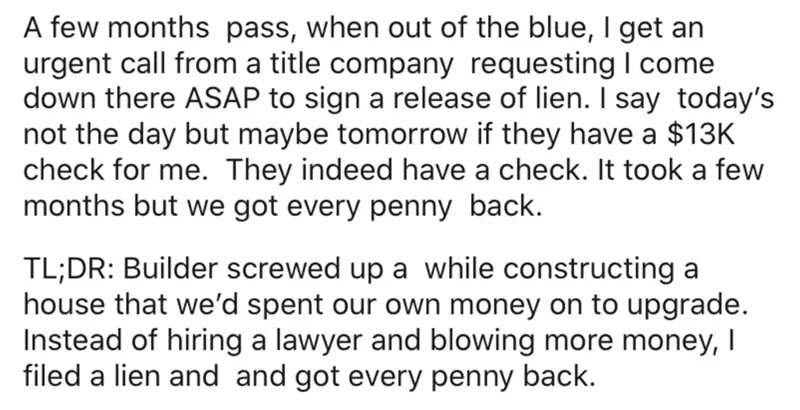 A few months  pass, when out of the blue, I get an
urgent call from a title company  requesting I come
down there ASAP to sign a release of lien. I say  today’s
not the day but maybe tomorrow if they have a $13K
check for me.  They indeed have a check. It took a few
months but we got every penny  back.
TL;DR: Builder screwed up a  while constructing a
house that we’d spent our own money on to upgrade.
Instead of hiring a lawyer and blowing more money, I
filed a lien and  and got every penny back.